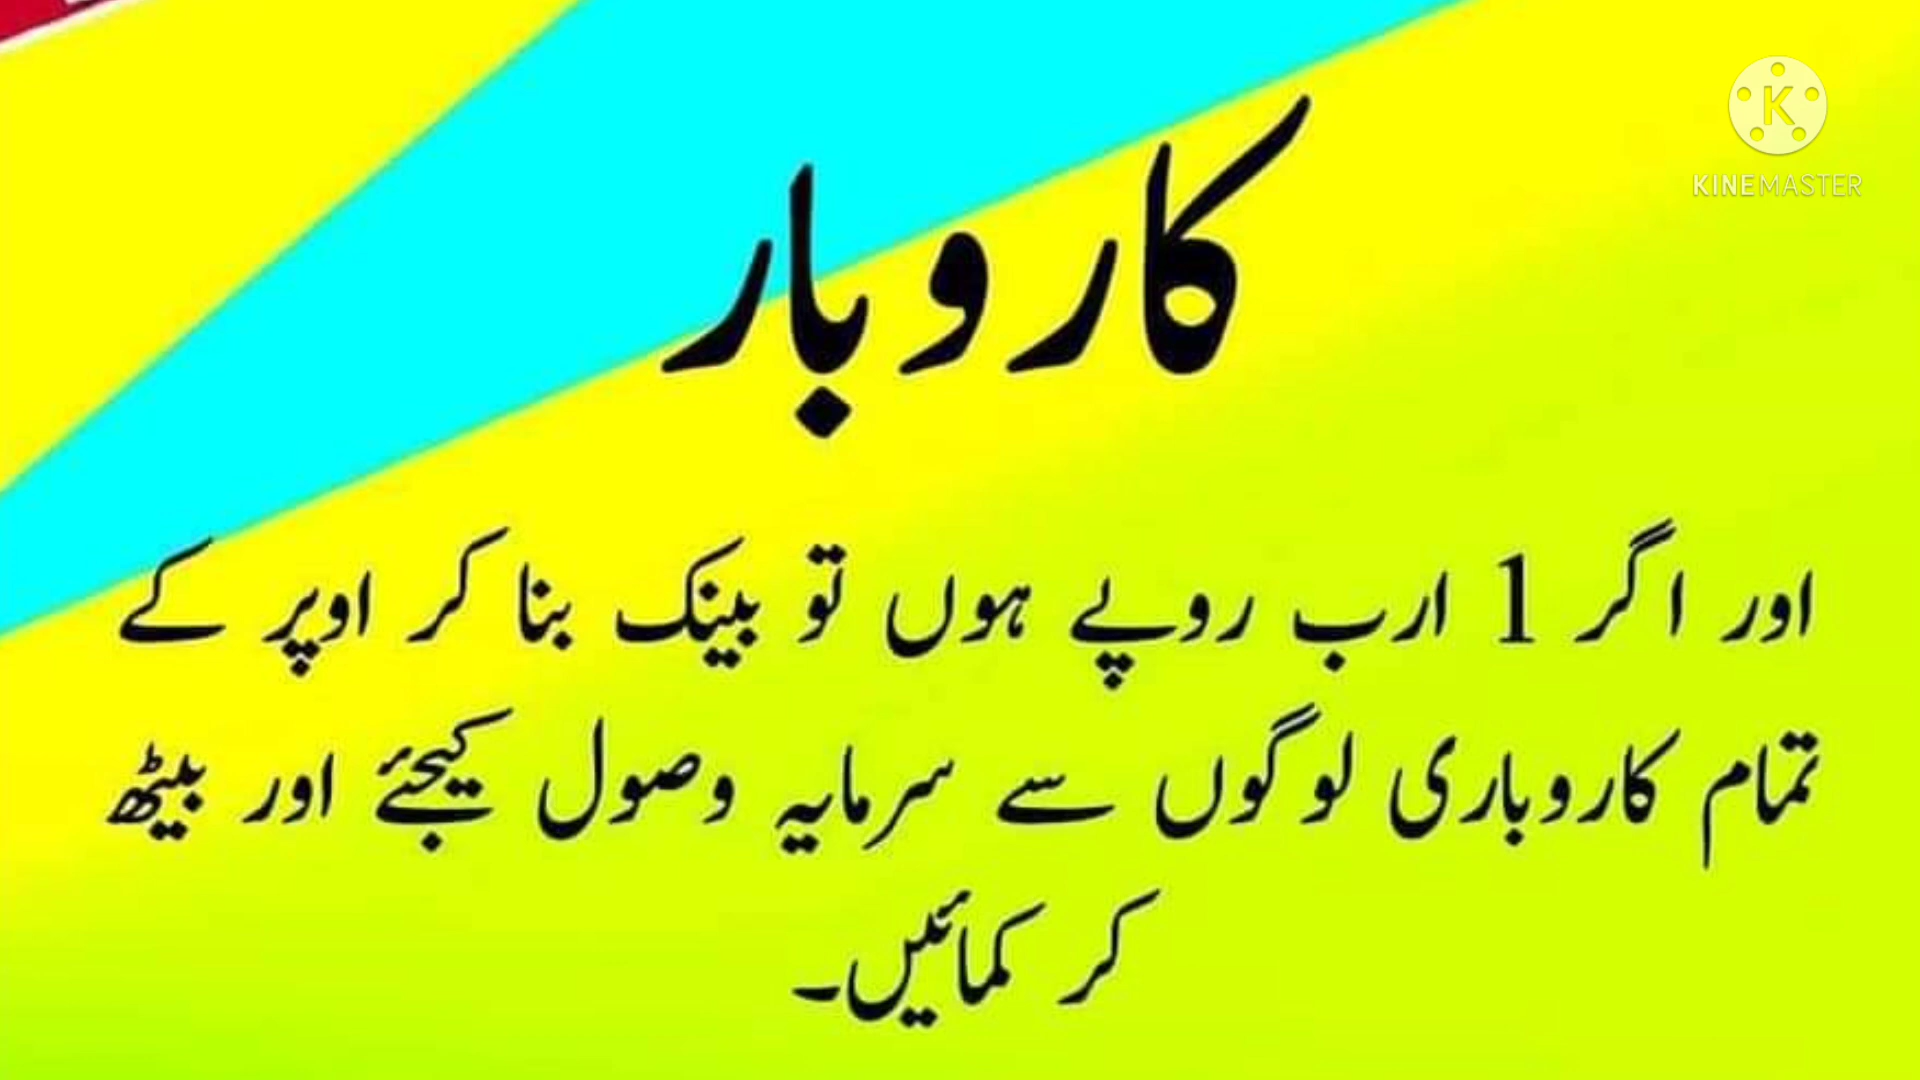 KINEMASTER
کاروبار
اور اگر 1 ارب روپے ہوں تو بینک بنا کر اوپر کے
تمام کاروباری لوگوں سے سرمایہ وصول کیجئے اور بیٹھ
کر کمائیں۔